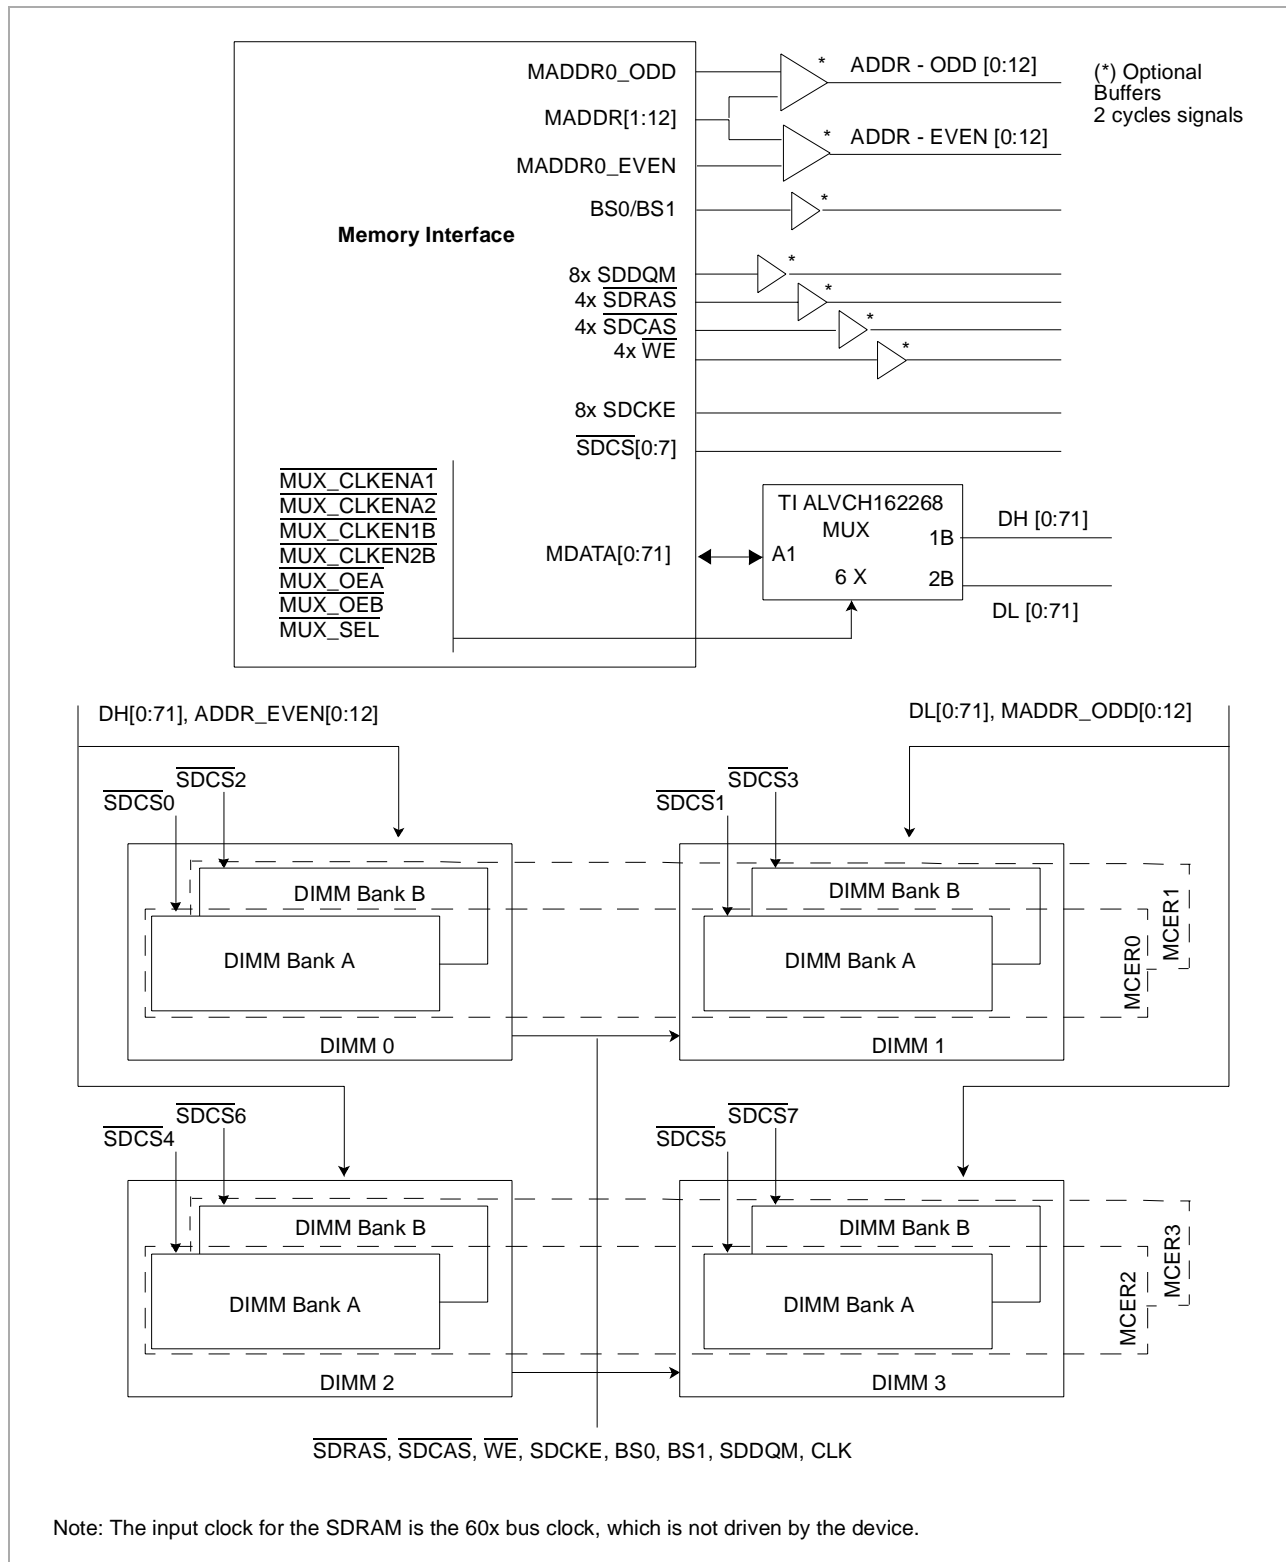 MADDR0_ODD
* ADDR - ODD [0:12]
(*) Optional
Buffers
2 cycles signals
MADDR[1:12]
* ADDR - EVEN [0:12]
MADDR0_EVEN
BS0/BS1
*
Memory Interface
8x SDDQM
*
4x SDRAS
*
4x SDCAS
*
4x WE
*
8x SDCKE
SDCS[0:7]
MUX_CLKENA1
MUX_CLKENA2
MUX_CLKEN1B
MUX_CLKEN2B
MUX_OEA
MUX_OEB
MUX_SEL
MDATA[0:71]
TI ALVCH162268
MUX
A1
1B
6 X
2B
DH [0:71]
DL [0:71]
DH[0:71], ADDR_EVEN[0:12]
DL[0:71], MADDR_ODD[0:12]
SDCS2
SDCS0
SDCS3
SDCS1
DIMM Bank B
DIMM Bank A
DIMM 0
DIMM Bank B
DIMM Bank A
DIMM 1
MCER0
MCER1
SDCS6
SDCS4
SDCS7
SDCS5
DIMM Bank B
DIMM Bank A
DIMM 2
DIMM Bank B
DIMM Bank A
DIMM 3
MCER2
MCER3
SDRAS, SDCAS, WE, SDCKE, BS0, BS1, SDDQM, CLK
Note: The input clock for the SDRAM is the 60x bus clock, which is not driven by the device.